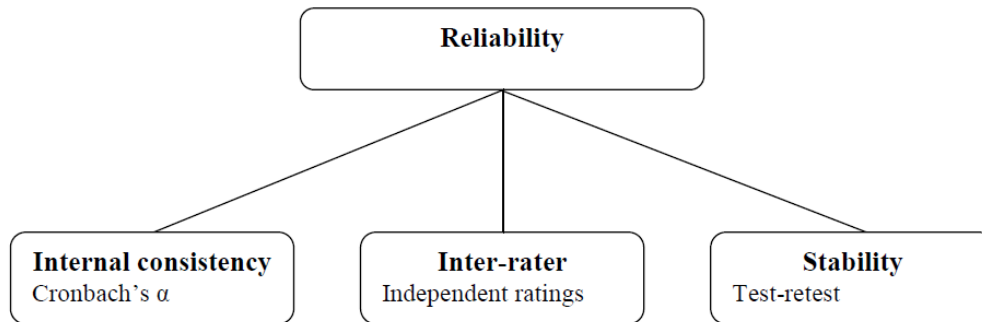 Reliability
Internal consistency
Cronbach’s α
Inter-rater
Independent ratings
Stability
Test-retest